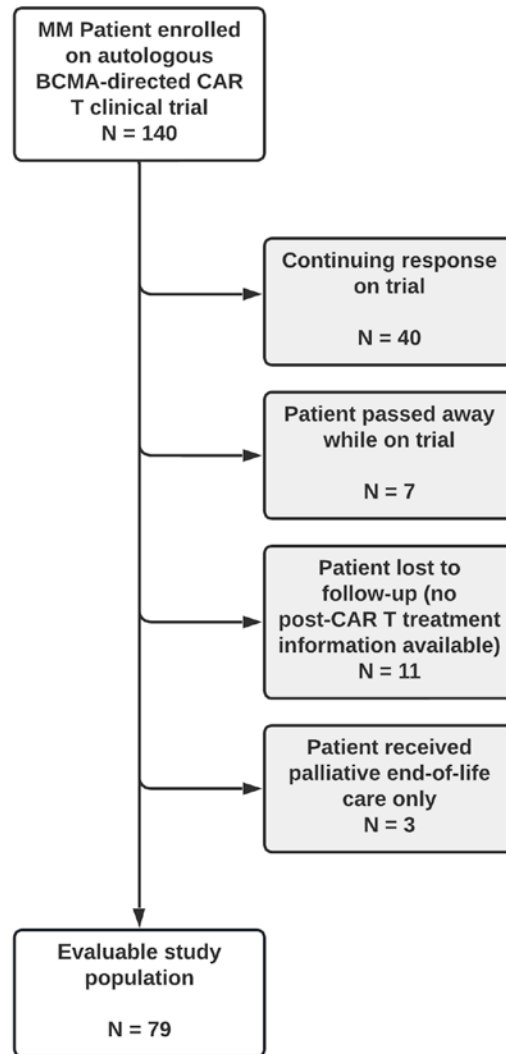 MM Patient enrolled
on autologous
BCMA-directed CAR
T clinical trial
N = 140
Continuing response
on trial
N = 40
Patient passed away
while on trial
N = 7
Patient lost to
follow-up (no
post-CAR T treatment
information available)
N = 11
Patient received
palliative end-of-life
care only
N = 3
Evaluable study
population
N = 79